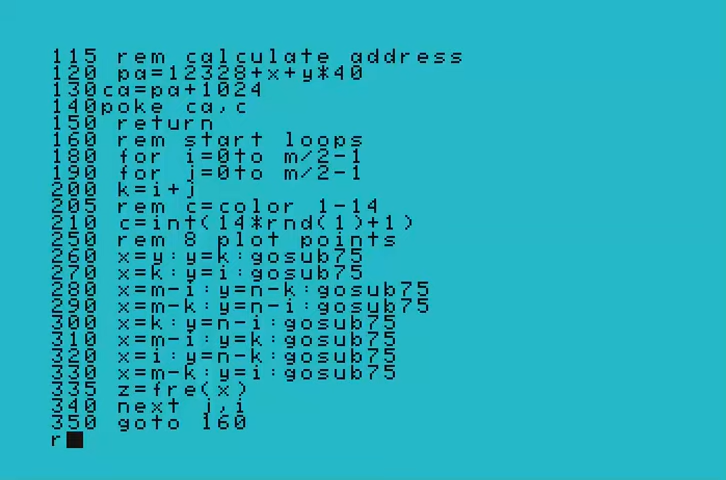 115 rem calculate address
120 pa=12328+x+y*40
130ca=pa+1024
140poke ca,c
150 return
160 rem start loops
180 for i=0to m/2-1
190 for j=0to m/2-1
200 k=i+j
205 rem c=color 1-14
210 c=int(14*rnd(1)+1)
250 rem 8 plot points
260 x=y:y=k:gosub75
270 x=k:y=i:gosub75
280 x=m-i:y=n-k:gosub75
290 x=m-k:y=n-i:gosub75
300 x=k:y=n-i:gosub75
310 x=m-i:y=k:gosub75
320 x=i:y=n-k:gosub75
330 x=m-k:y=i:gosub75
335 z=fre(x)
340 next j,i
350 goto 160
r